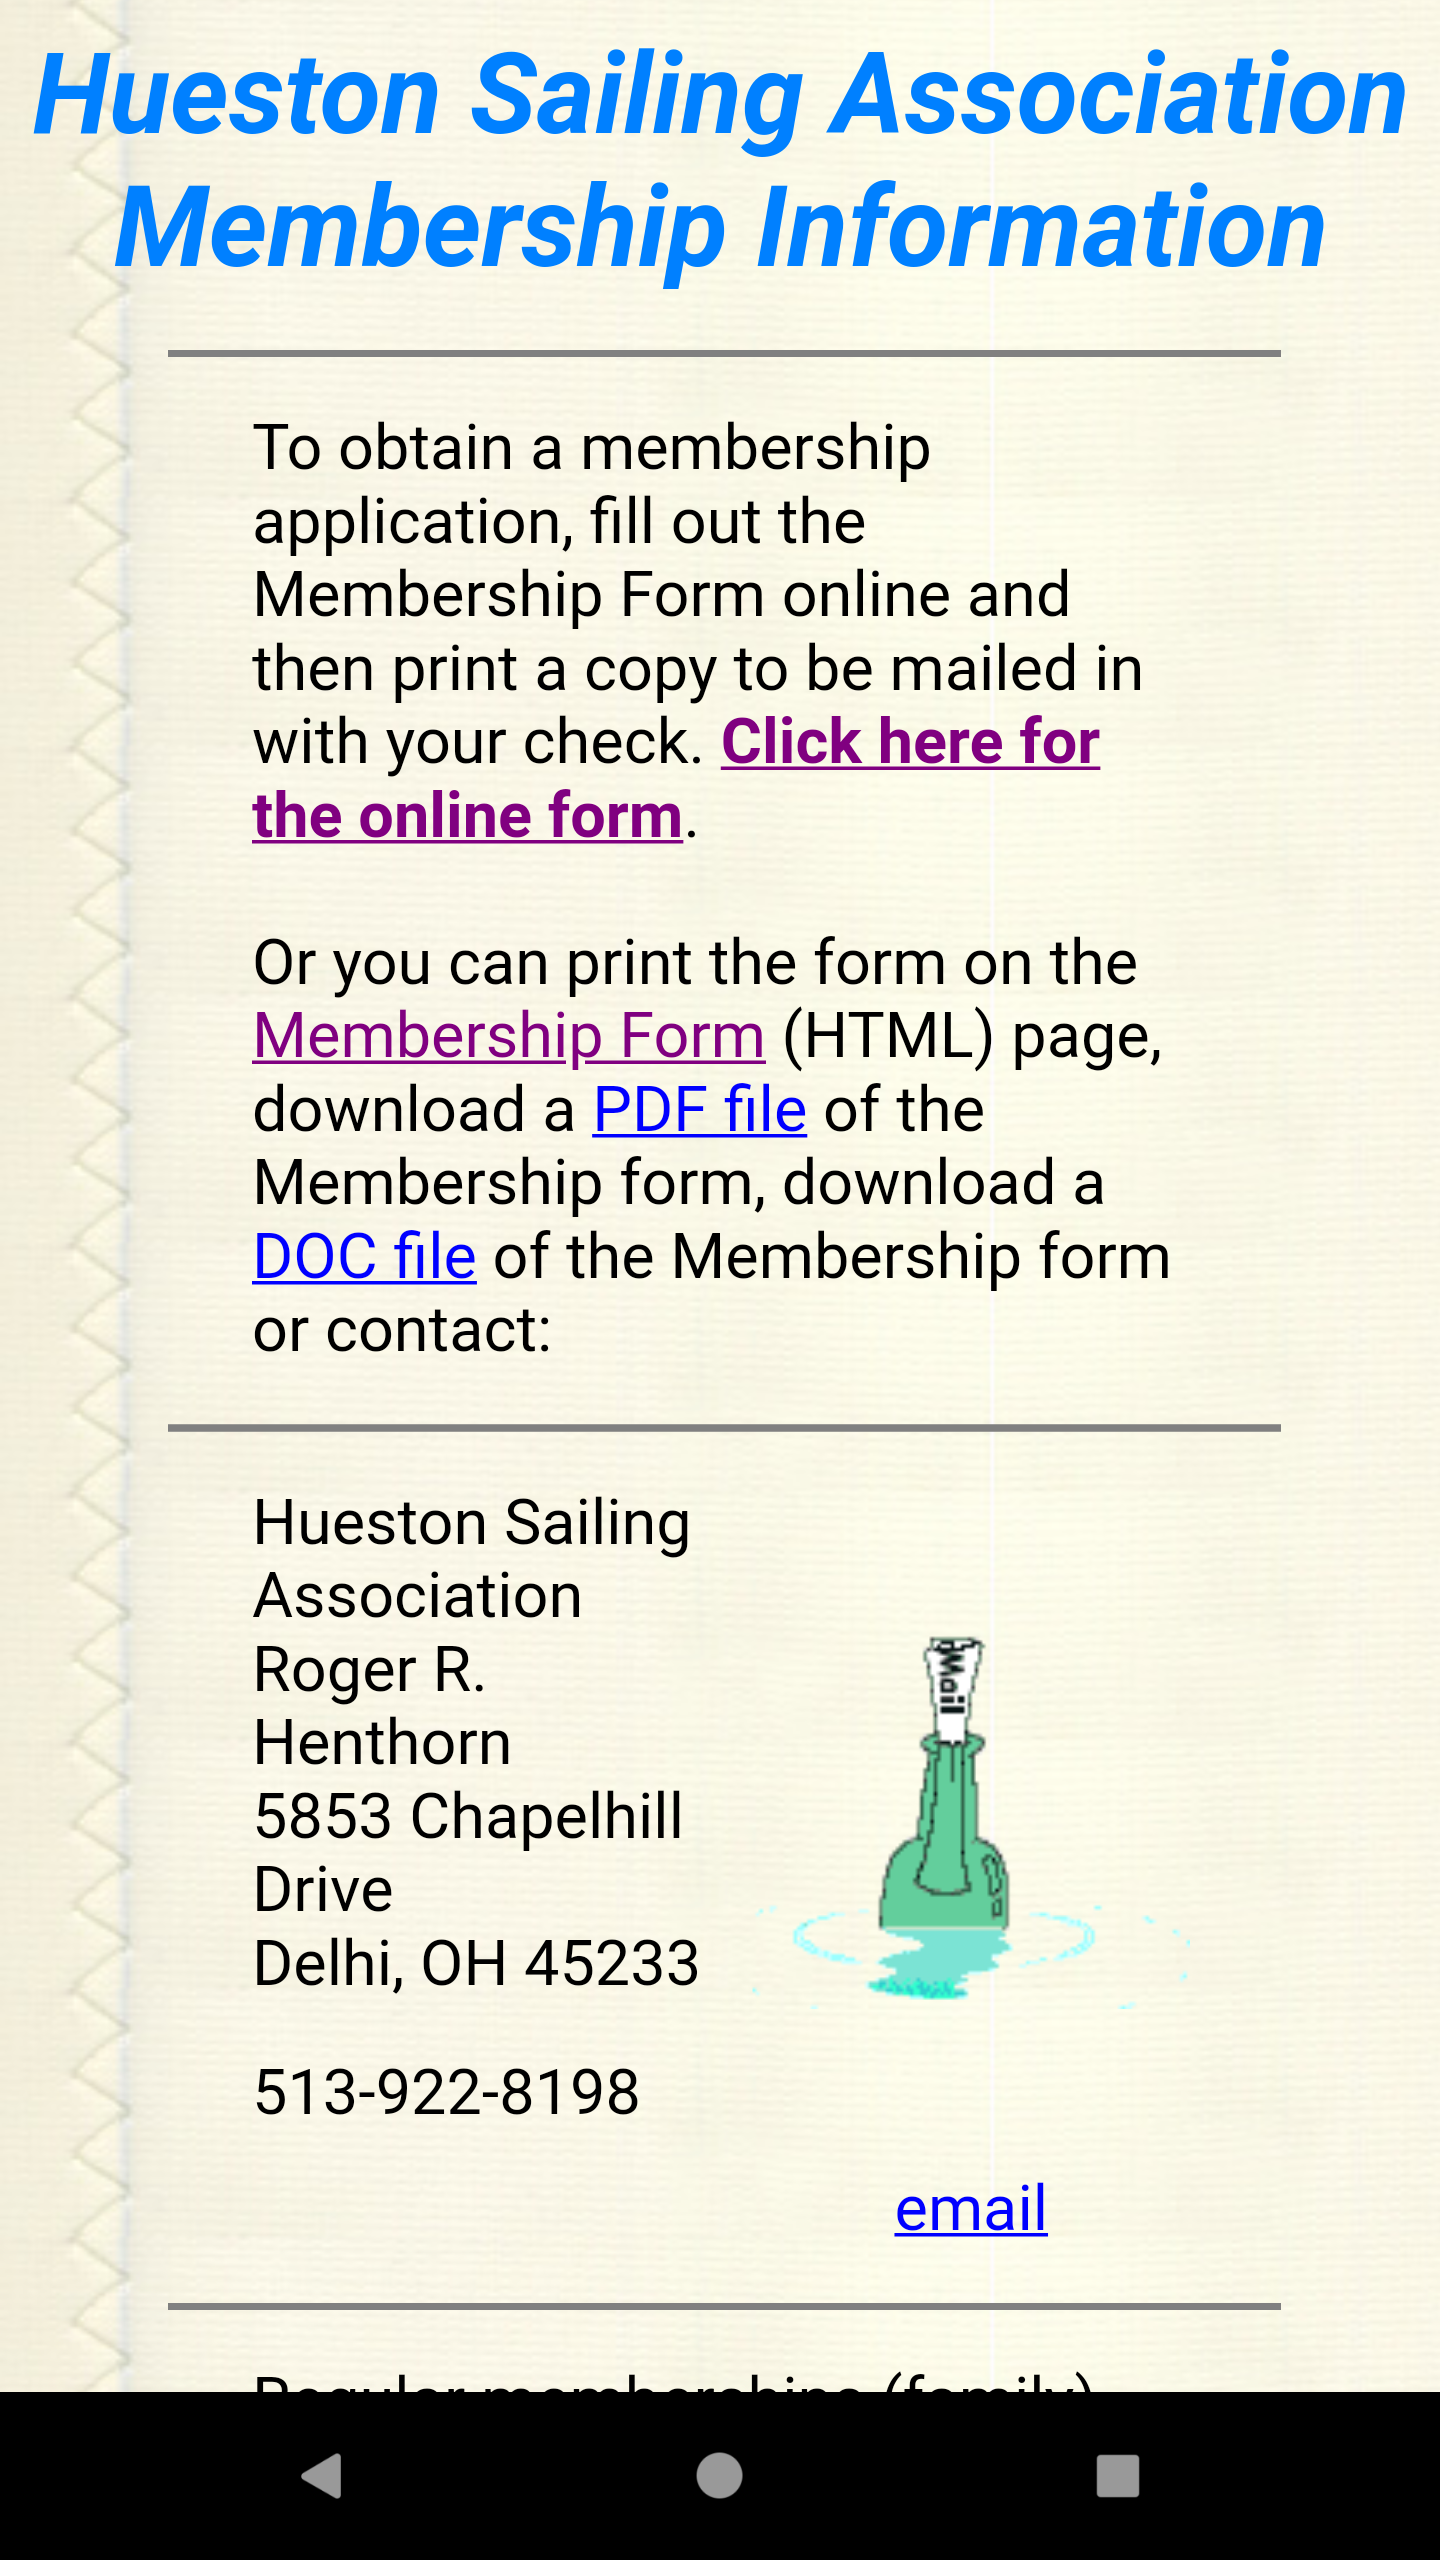 Hueston Sailing Association
Membership Information
To obtain a membership
application, fill out the
Membership Form online and
then print a copy to be mailed in
with your check. Click here for
the online form.
Or you can print the form on the
Membership Form (HTML) page,
download a PDF file of the
Membership form, download a
DOC file of the Membership form
or contact:
Hueston Sailing
Association
Roger R.
Henthorn
5853 Chapelhill
Drive
Delhi, OH 45233
Mail
513-922-8198
email
Regular memberships (family)